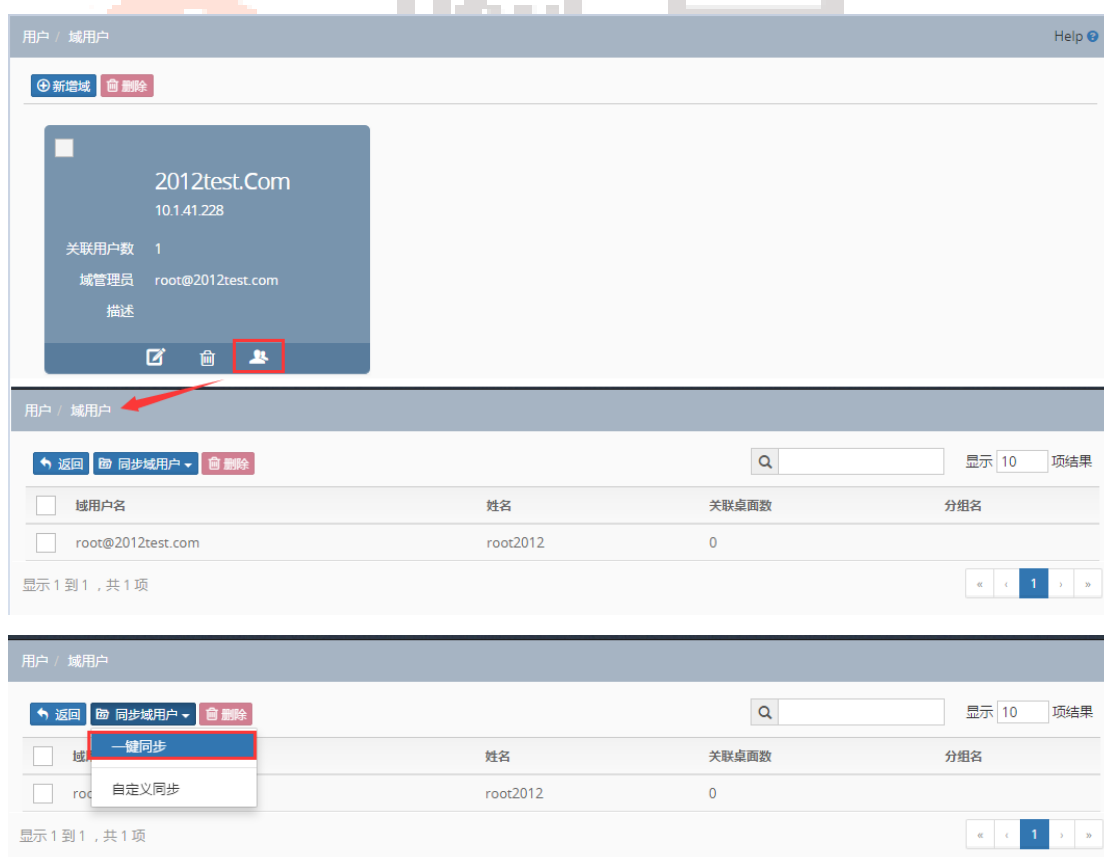 用户 / 域用户 Help
新增域 删除
2012test.Com
10.1.41.228
关联用户数 1
域管理员 root@2012test.com
描述
用户 / 域用户
返回 同步域用户 删除 显示 10 项结果
域用户名 姓名 关联桌面数 分组名
root@2012test.com root2012 0
显示 1 到 1 ，共 1 项 « ‹ 1 › »
用户 / 域用户
返回 同步域用户 删除 显示 10 项结果
一键同步
域 姓名 关联桌面数 分组名
自定义同步
roo root2012 0
显示 1 到 1 ，共 1 项 « ‹ 1 › »